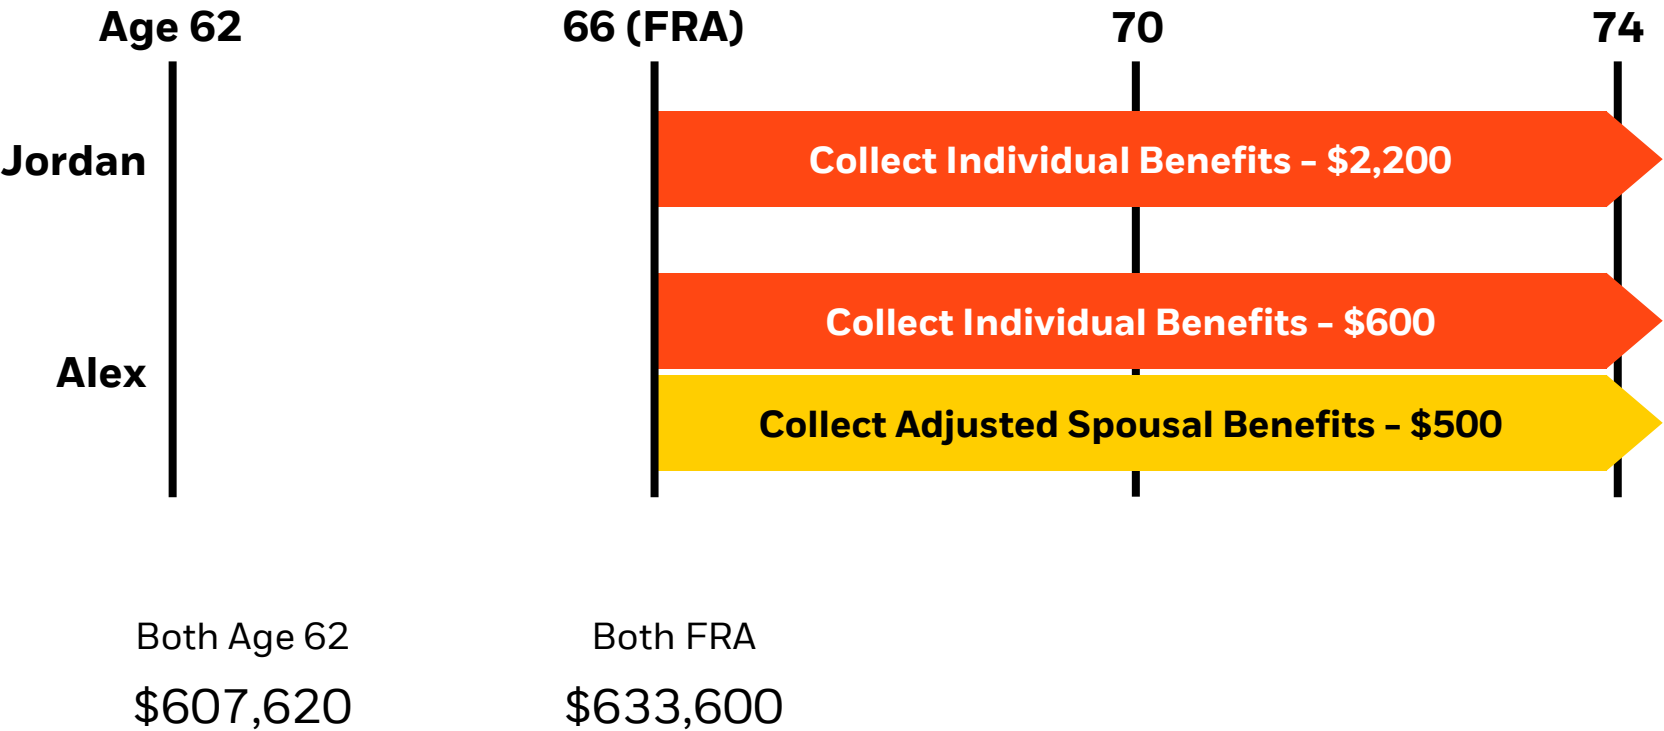 Age 62 66 (FRA) 70 74
Jordan
Collect Individual Benefits - $2,200
Collect Individual Benefits - $600
Alex
Collect Adjusted Spousal Benefits - $500
Both Age 62 Both FRA
$607,620 $633,600